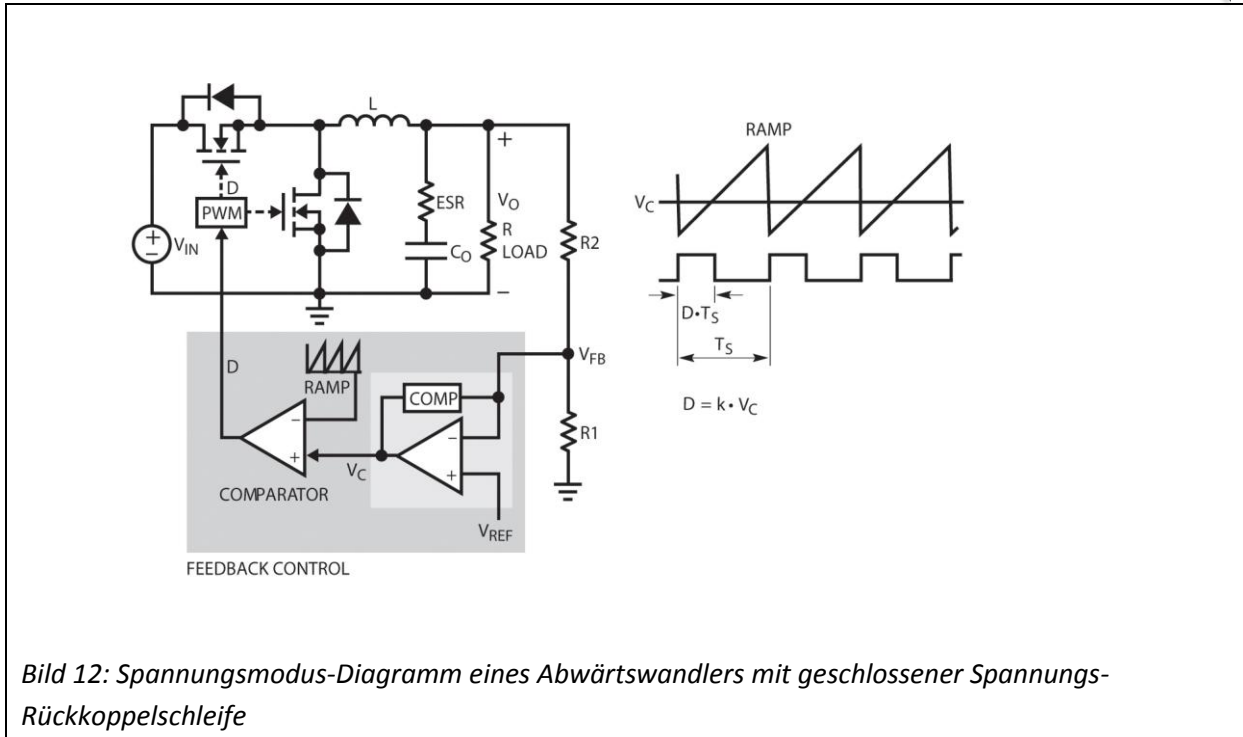 L
D
PWM
ESR
+
VO
R
LOAD
R2
+
−
VIN
CO
−
D
RAMP
COMP
VFB
−
+
−
+
R1
VC
COMPARATOR
VREF
FEEDBACK CONTROL
RAMP
VC
D•TS
TS
D = k • VC
Bild 12: Spannungsmodus-Diagramm eines Abwärtswandlers mit geschlossener Spannungs-
Rückkoppelschleife